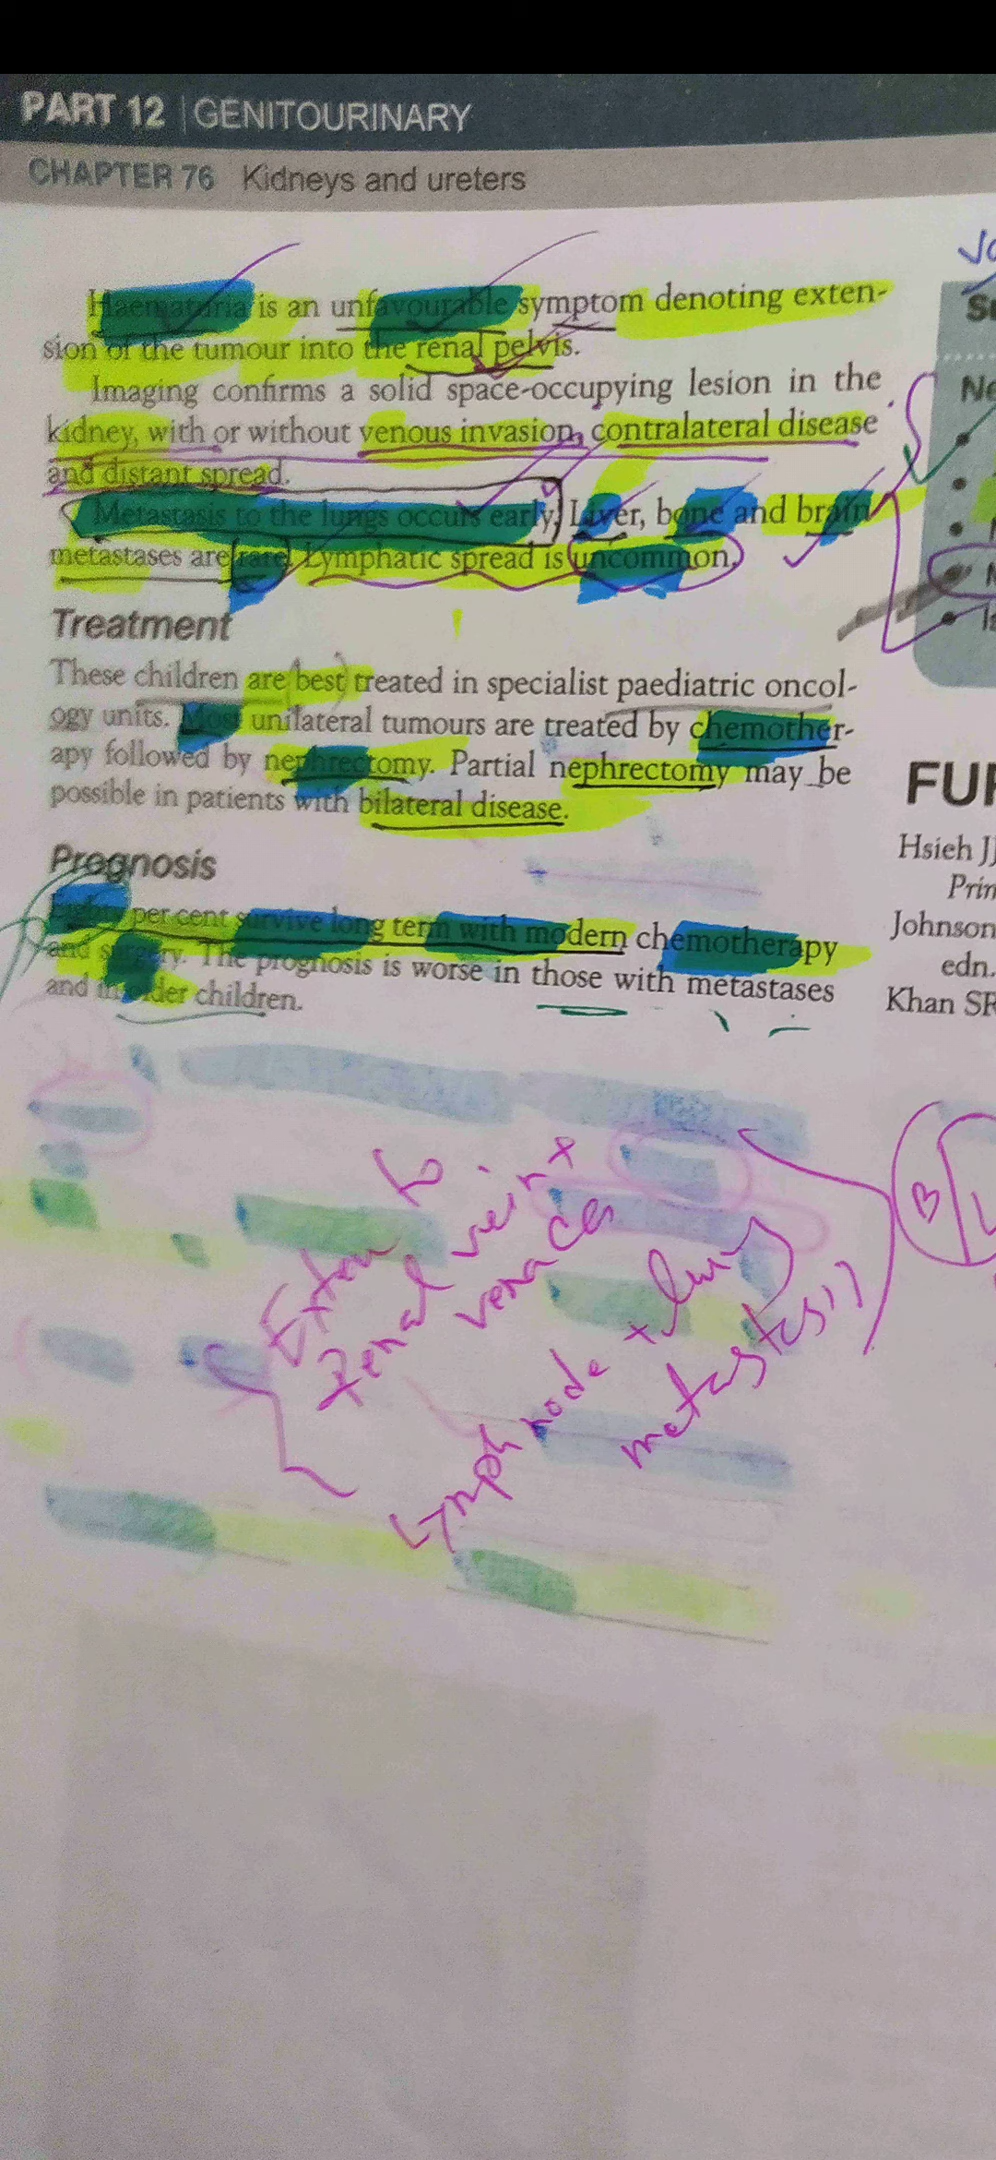 PART 12 | GENITOURINARY
CHAPTER 76 Kidneys and ureters
Haematuria is an unfavourable symptom denoting exten-
sion of the tumour into the renal pelvis.
Imaging confirms a solid space-occupying lesion in the
kidney, with or without venous invasion, contralateral disease
and distant spread.
Metastasis to the lungs occurs early. Liver, bone and brain
metastases are rare. Lymphatic spread is uncommon.
Treatment
These children are best treated in specialist paediatric oncol-
ogy units. Most unilateral tumours are treated by chemother-
apy followed by nephrectomy. Partial nephrectomy may be
possible in patients with bilateral disease.
Prognosis
Eighty per cent survive long term with modern chemotherapy
and surgery. The prognosis is worse in those with metastases
and in older children.
to
renal vein +
vena
Lymph node + lung
metastasis
B
FUR
Hsieh JJ
Prin
Johnson
edn.
Khan SR